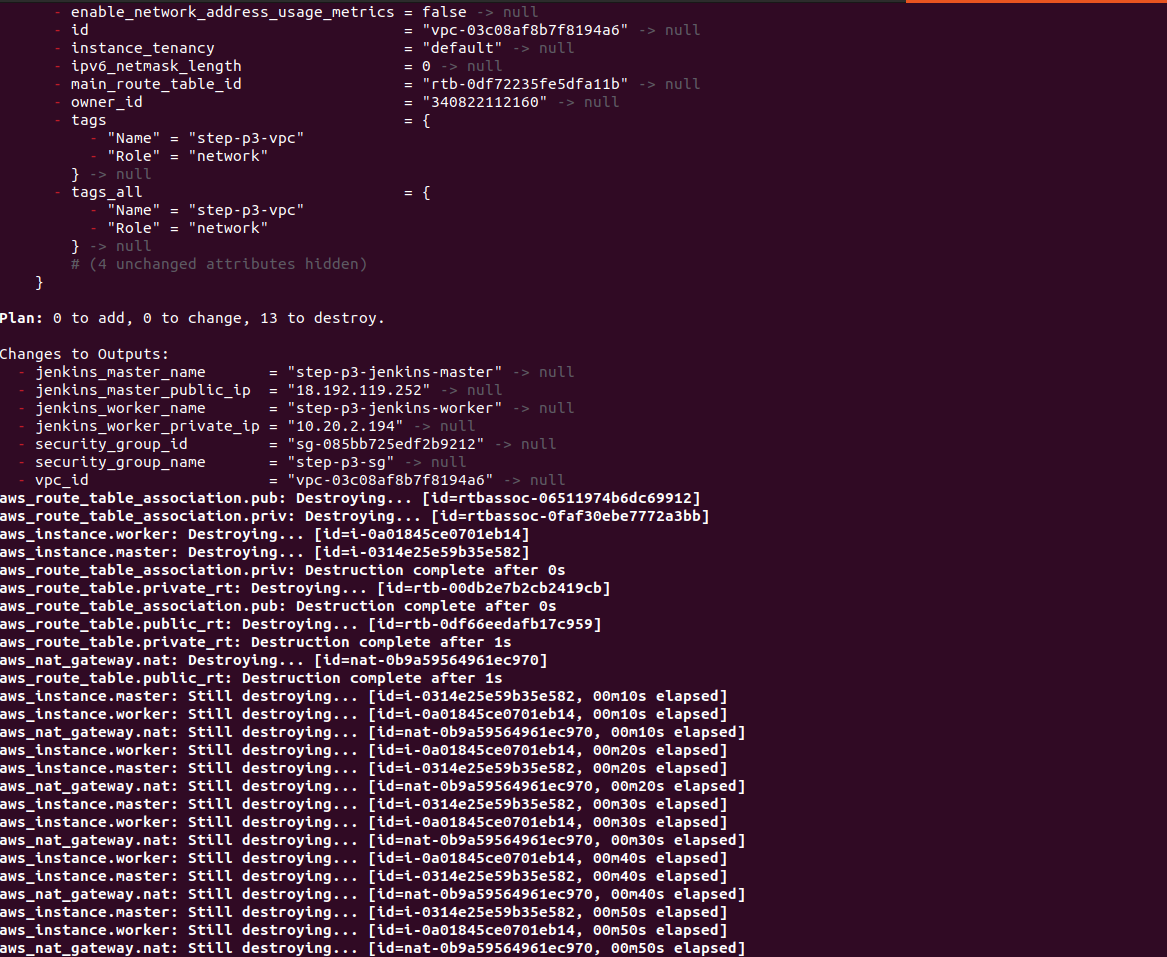 - enable_network_address_usage_metrics = false -> null
- id = "vpc-03c08af8b7f8194a6" -> null
- instance_tenancy = "default" -> null
- ipv6_netmask_length = 0 -> null
- main_route_table_id = "rtb-0df72235fe5dfa11b" -> null
- owner_id = "340822112160" -> null
- tags = {
- "Name" = "step-p3-vpc"
- "Role" = "network"
} -> null
- tags_all = {
- "Name" = "step-p3-vpc"
- "Role" = "network"
} -> null
# (4 unchanged attributes hidden)
}
Plan: 0 to add, 0 to change, 13 to destroy.
Changes to Outputs:
- jenkins_master_name = "step-p3-jenkins-master" -> null
- jenkins_master_public_ip = "18.192.119.252" -> null
- jenkins_worker_name = "step-p3-jenkins-worker" -> null
- jenkins_worker_private_ip = "10.20.2.194" -> null
- security_group_id = "sg-085bb725edf2b9212" -> null
- security_group_name = "step-p3-sg" -> null
- vpc_id = "vpc-03c08af8b7f8194a6" -> null
aws_route_table_association.pub: Destroying... [id=rtbassoc-06511974b6dc69912]
aws_route_table_association.priv: Destroying... [id=rtbassoc-0faf30ebe7772a3bb]
aws_instance.worker: Destroying... [id=i-0a01845ce0701eb14]
aws_instance.master: Destroying... [id=i-0314e25e59b35e582]
aws_route_table_association.priv: Destruction complete after 0s
aws_route_table.private_rt: Destroying... [id=rtb-00db2e7b2cb2419cb]
aws_route_table_association.pub: Destruction complete after 0s
aws_route_table.public_rt: Destroying... [id=rtb-0df66eedafb17c959]
aws_route_table.private_rt: Destruction complete after 1s
aws_nat_gateway.nat: Destroying... [id=nat-0b9a59564961ec970]
aws_route_table.public_rt: Destruction complete after 1s
aws_instance.master: Still destroying... [id=i-0314e25e59b35e582, 00m10s elapsed]
aws_instance.worker: Still destroying... [id=i-0a01845ce0701eb14, 00m10s elapsed]
aws_nat_gateway.nat: Still destroying... [id=nat-0b9a59564961ec970, 00m10s elapsed]
aws_instance.worker: Still destroying... [id=i-0a01845ce0701eb14, 00m20s elapsed]
aws_instance.master: Still destroying... [id=i-0314e25e59b35e582, 00m20s elapsed]
aws_nat_gateway.nat: Still destroying... [id=nat-0b9a59564961ec970, 00m20s elapsed]
aws_instance.master: Still destroying... [id=i-0314e25e59b35e582, 00m30s elapsed]
aws_instance.worker: Still destroying... [id=i-0a01845ce0701eb14, 00m30s elapsed]
aws_nat_gateway.nat: Still destroying... [id=nat-0b9a59564961ec970, 00m30s elapsed]
aws_instance.worker: Still destroying... [id=i-0a01845ce0701eb14, 00m40s elapsed]
aws_instance.master: Still destroying... [id=i-0314e25e59b35e582, 00m40s elapsed]
aws_nat_gateway.nat: Still destroying... [id=nat-0b9a59564961ec970, 00m40s elapsed]
aws_instance.master: Still destroying... [id=i-0314e25e59b35e582, 00m50s elapsed]
aws_instance.worker: Still destroying... [id=i-0a01845ce0701eb14, 00m50s elapsed]
aws_nat_gateway.nat: Still destroying... [id=nat-0b9a59564961ec970, 00m50s elapsed]